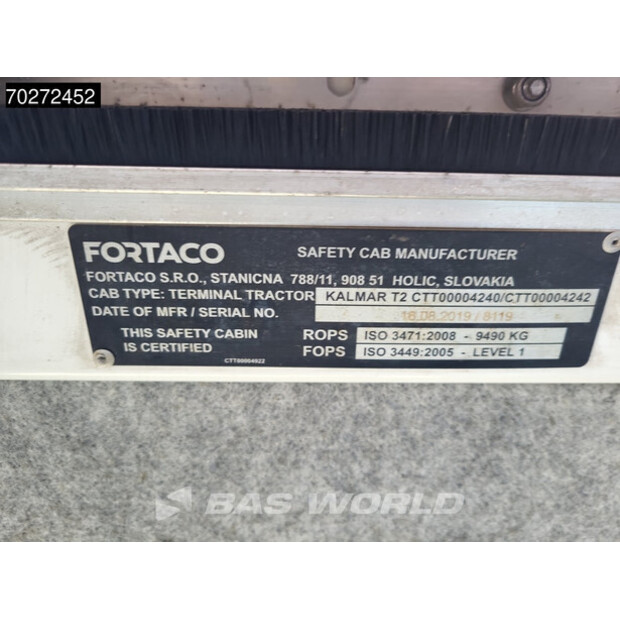 70272452
FORTACO SAFETY CAB MANUFACTURER
FORTACO S.R.O., STANICNA 788/11, 908 51 HOLIC, SLOVAKIA
CAB TYPE: TERMINAL TRACTOR KALMAR T2 CTT00004240/CTT00004242
DATE OF MFR / SERIAL NO. 18.08.2019 / 8119
THIS SAFETY CABIN ROPS ISO 3471:2008 - 9490 KG
IS CERTIFIED FOPS ISO 3449:2005 - LEVEL 1
CTT00004922
BAS WORLD